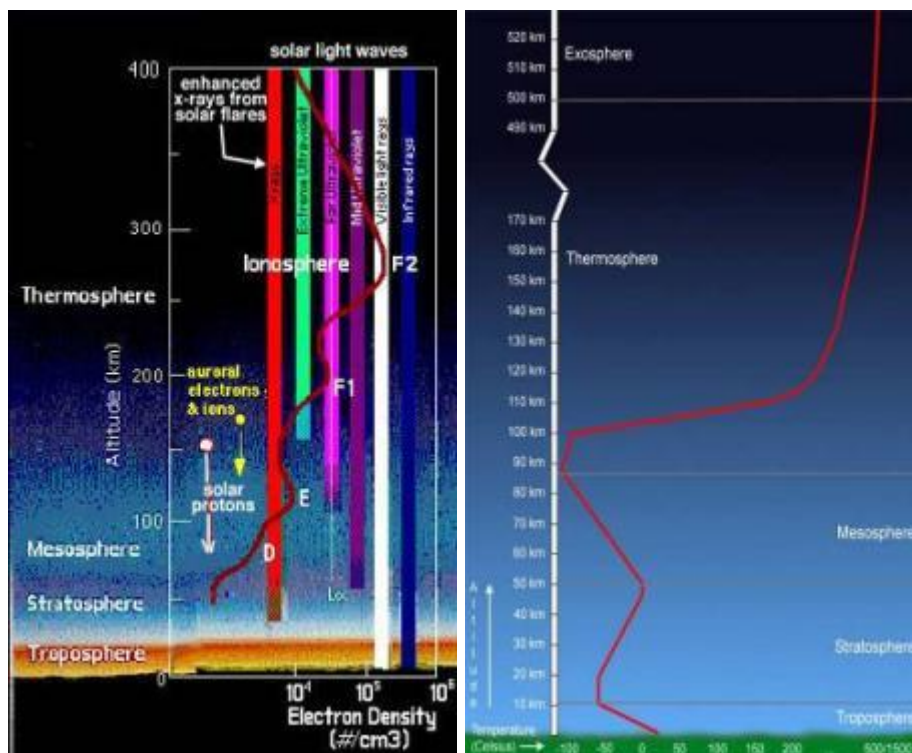 solar light waves
400
enhanced
x-rays from
solar flares
Extreme Ultraviolet
Mid Ultraviolet
Visible light rays
Infrared rays
300
Ionosphere
F2
Thermosphere
Altitude (km)
200
auroral
electrons
& ions
F1
solar
protons
E
100
D
Mesosphere
Stratosphere
Troposphere
0
10⁴
10⁵
10⁶
Electron Density
(#/cm3)
520 km
510 km
500 km
490 km
Exosphere
170 km
160 km
150 km
140 km
130 km
120 km
110 km
100 km
90 km
80 km
70 km
60 km
50 km
40 km
30 km
20 km
10 km
Thermosphere
Mesosphere
Stratosphere
Troposphere
Temperature
(Celsius)
-100
-50
0
50
100
150
500/1500